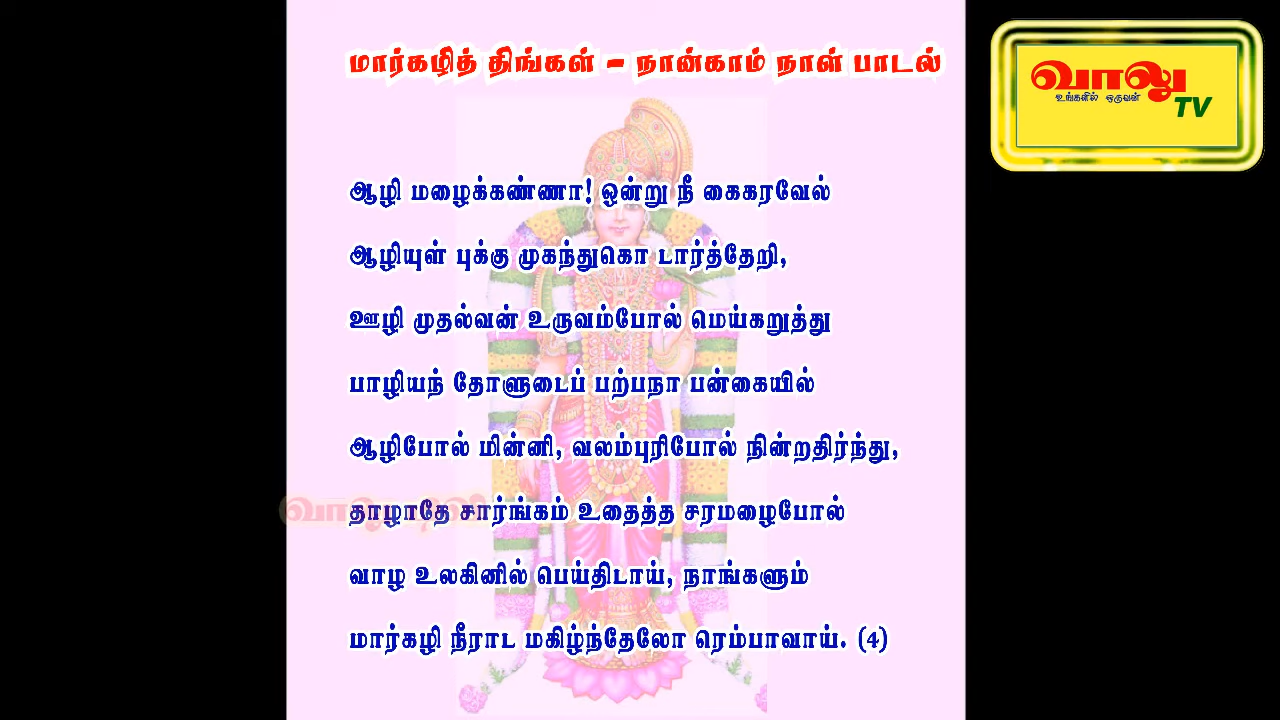 மார்கழித் திங்கள் - நான்காம் நாள் பாடல்
வாலு
உங்களில் ஒருவன்
TV
ஆழி மழைக்கண்ணா! ஒன்று நீ கைகரவேல்
ஆழியுள் புக்கு முகந்துகொ டார்த்தேறி,
ஊழி முதல்வன் உருவம்போல் மெய்கறுத்து
பாழியந் தோளுடைப் பற்பநா பன்கையில்
ஆழிபோல் மின்னி, வலம்புரிபோல் நின்றதிர்ந்து,
தாழாதே சார்ங்கம் உதைத்த சரமழைபோல்
வாழ உலகினில் பெய்திடாய், நாங்களும்
மார்கழி நீராட மகிழ்ந்தேலோ ரெம்பாவாய். (4)